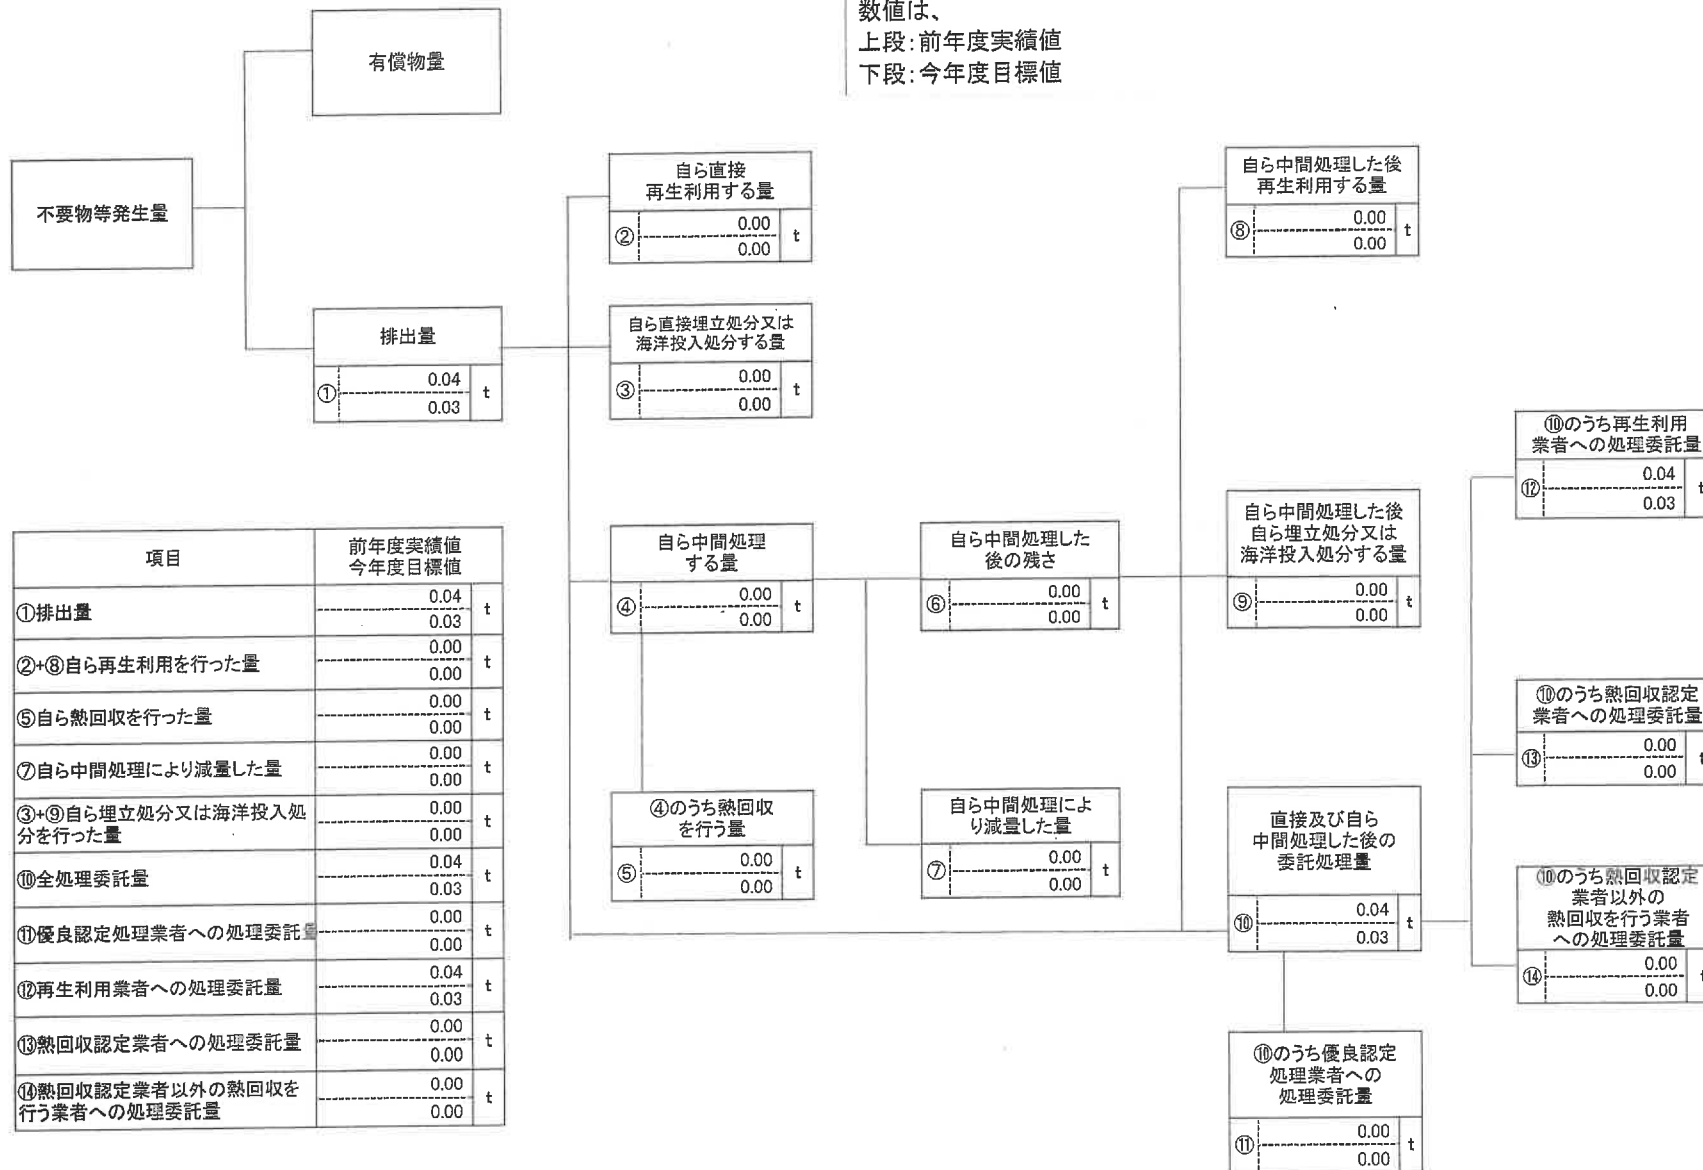 数値は、
上段:前年度実績値
下段:今年度目標値
有償物量
不要物等発生量
排出量
① 0.04 t
0.03
自ら直接
再生利用する量
② 0.00 t
0.00
自ら直接埋立処分又は
海洋投入処分する量
③ 0.00 t
0.00
自ら中間処理
する量
④ 0.00 t
0.00
④のうち熱回収
を行う量
⑤ 0.00 t
0.00
自ら中間処理した
後の残さ
⑥ 0.00 t
0.00
自ら中間処理によ
り減量した量
⑦ 0.00 t
0.00
自ら中間処理した後
再生利用する量
⑧ 0.00 t
0.00
自ら中間処理した後
自ら埋立処分又は
海洋投入処分する量
⑨ 0.00 t
0.00
直接及び自ら
中間処理した後の
委託処理量
⑩ 0.04 t
0.03
⑩のうち優良認定
処理業者への
処理委託量
⑪ 0.00 t
0.00
⑩のうち再生利用
業者への処理委託量
⑫ 0.04 t
0.03
⑩のうち熱回収認定
業者への処理委託量
⑬ 0.00 t
0.00
⑩のうち熱回収認定
業者以外の
熱回収を行う業者
への処理委託量
⑭ 0.00 t
0.00
項目 前年度実績値
今年度目標値
①排出量 0.04 t
0.03
②+⑧自ら再生利用を行った量 0.00 t
0.00
⑤自ら熱回収を行った量 0.00 t
0.00
⑦自ら中間処理により減量した量 0.00 t
0.00
③+⑨自ら埋立処分又は海洋投入処 0.00 t
分を行った量 0.00
⑩全処理委託量 0.04 t
0.03
⑪優良認定処理業者への処理委託量 0.00 t
0.00
⑫再生利用業者への処理委託量 0.04 t
0.03
⑬熱回収認定業者への処理委託量 0.00 t
0.00
⑭熱回収認定業者以外の熱回収を 0.00 t
行う業者への処理委託量 0.00